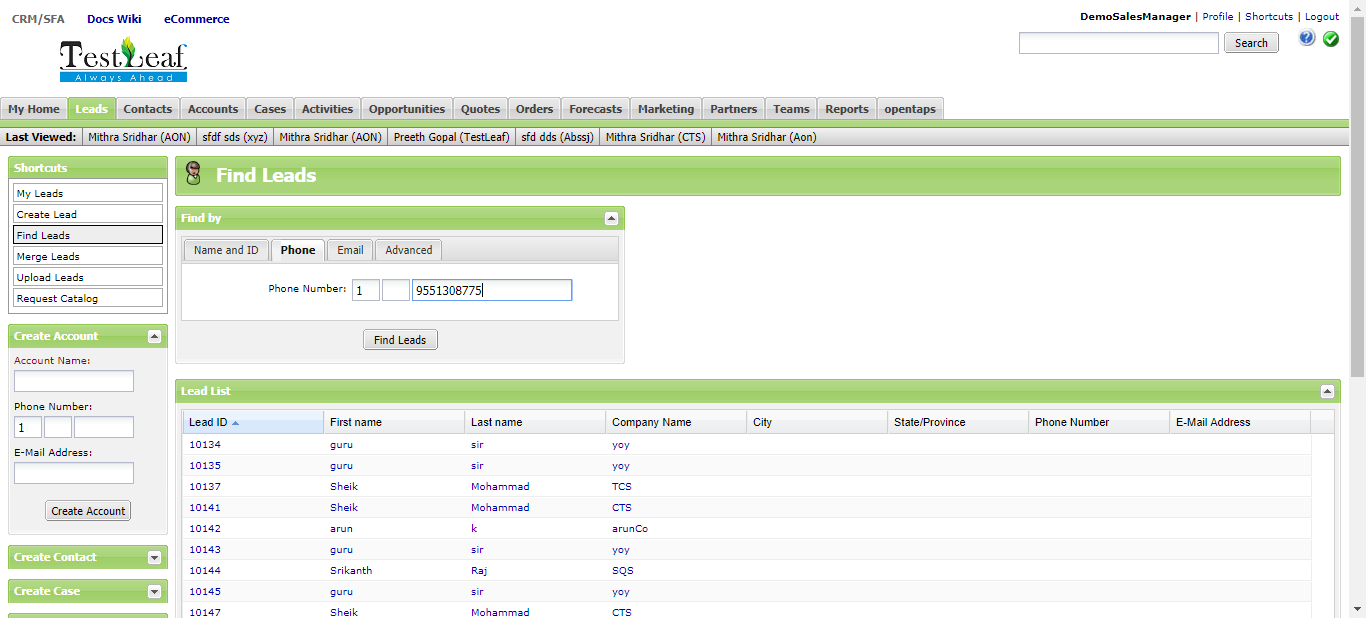 CRM/SFA Docs Wiki eCommerce
DemoSalesManager | Profile | Shortcuts | Logout
TestLeaf
Always Ahead
Search
My Home Leads Contacts Accounts Cases Activities Opportunities Quotes Orders Forecasts Marketing Partners Teams Reports opentaps
Last Viewed: Mithra Sridhar (AON) sfdf sds (xyz) Mithra Sridhar (AON) Preeth Gopal (TestLeaf) sfd dds (Abssj) Mithra Sridhar (CTS) Mithra Sridhar (Aon)
Shortcuts
My Leads
Create Lead
Find Leads
Merge Leads
Upload Leads
Request Catalog
Create Account
Account Name:
Phone Number:
1
E-Mail Address:
Create Account
Create Contact
Create Case
Find Leads
Find by
Name and ID Phone Email Advanced
Phone Number: 1 9551308775
Find Leads
Lead List
Lead ID First name Last name Company Name City State/Province Phone Number E-Mail Address
10134 guru sir yoy
10135 guru sir yoy
10137 Sheik Mohammad TCS
10141 Sheik Mohammad CTS
10142 arun k arunCo
10143 guru sir yoy
10144 Srikanth Raj SQS
10145 guru sir yoy
10147 Sheik Mohammad CTS